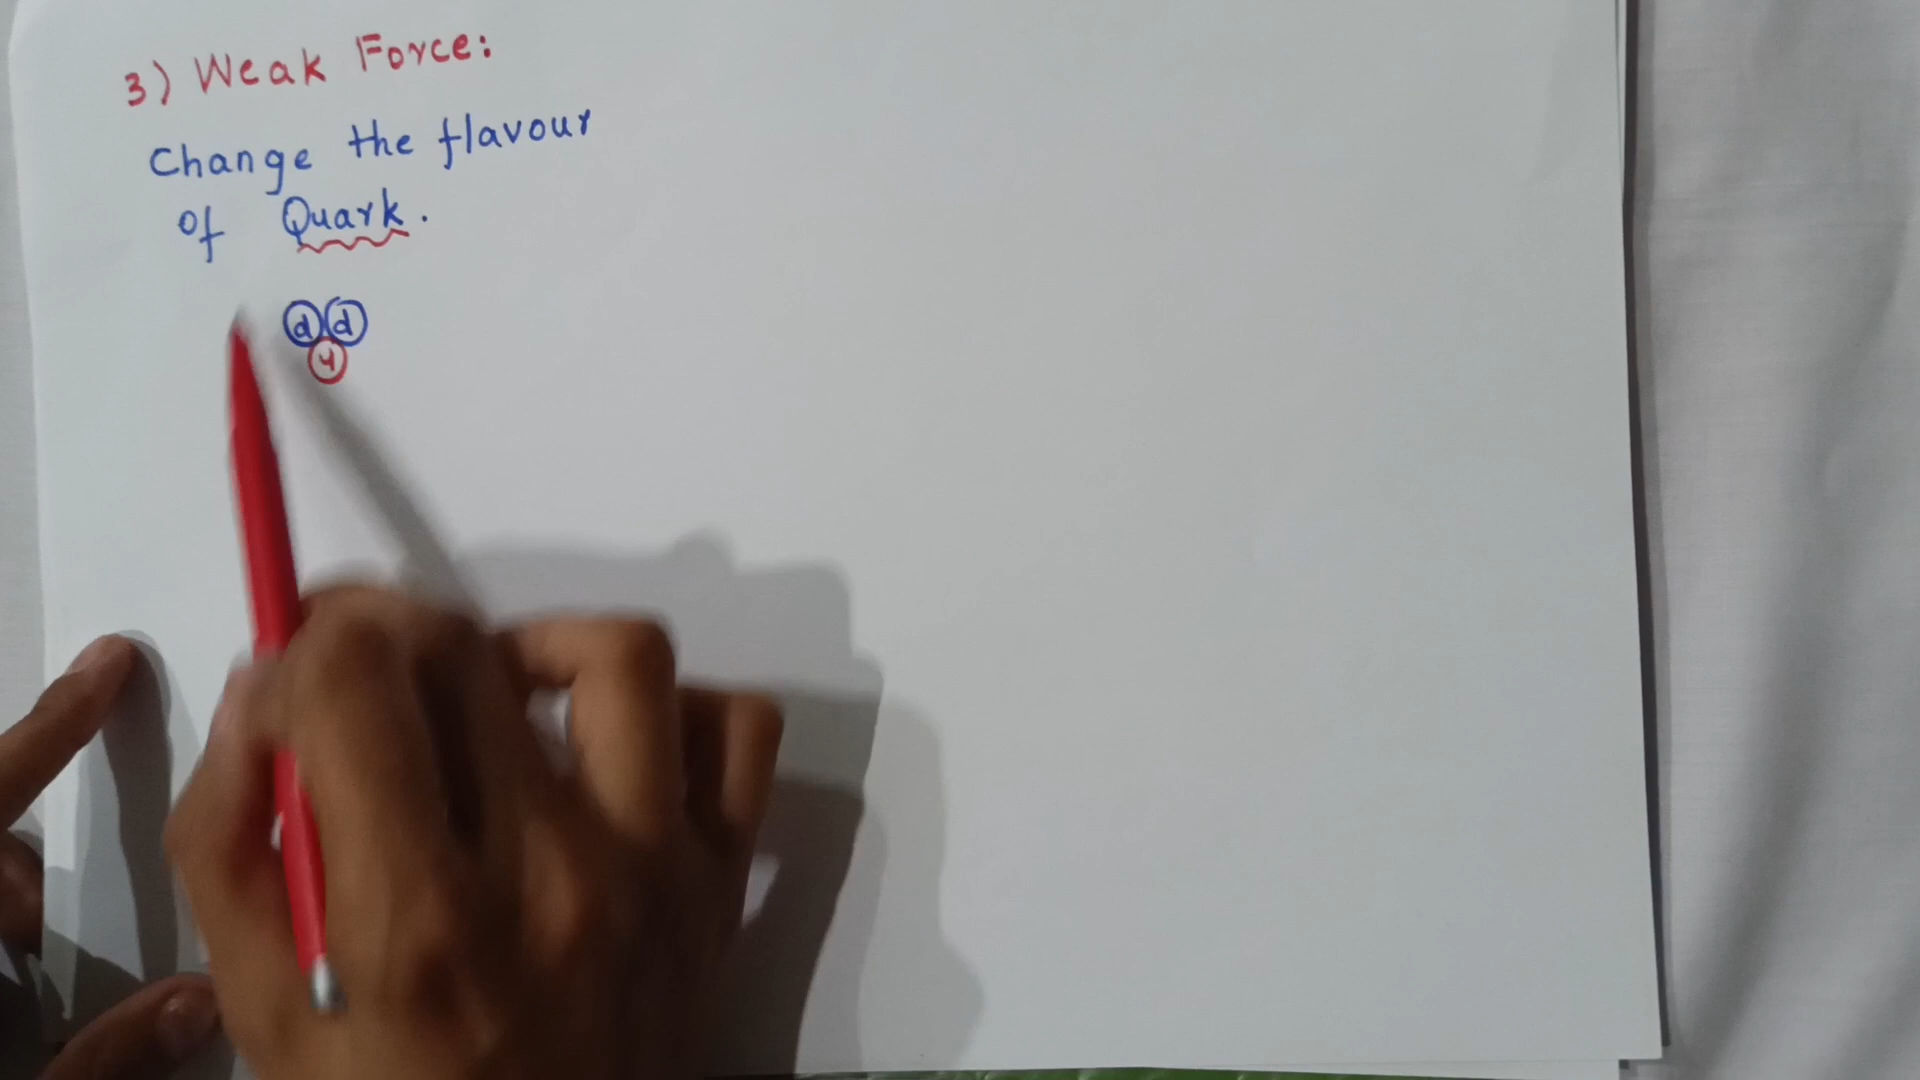 3) Weak Force:
Change the flavour
of Quark.
d d
u